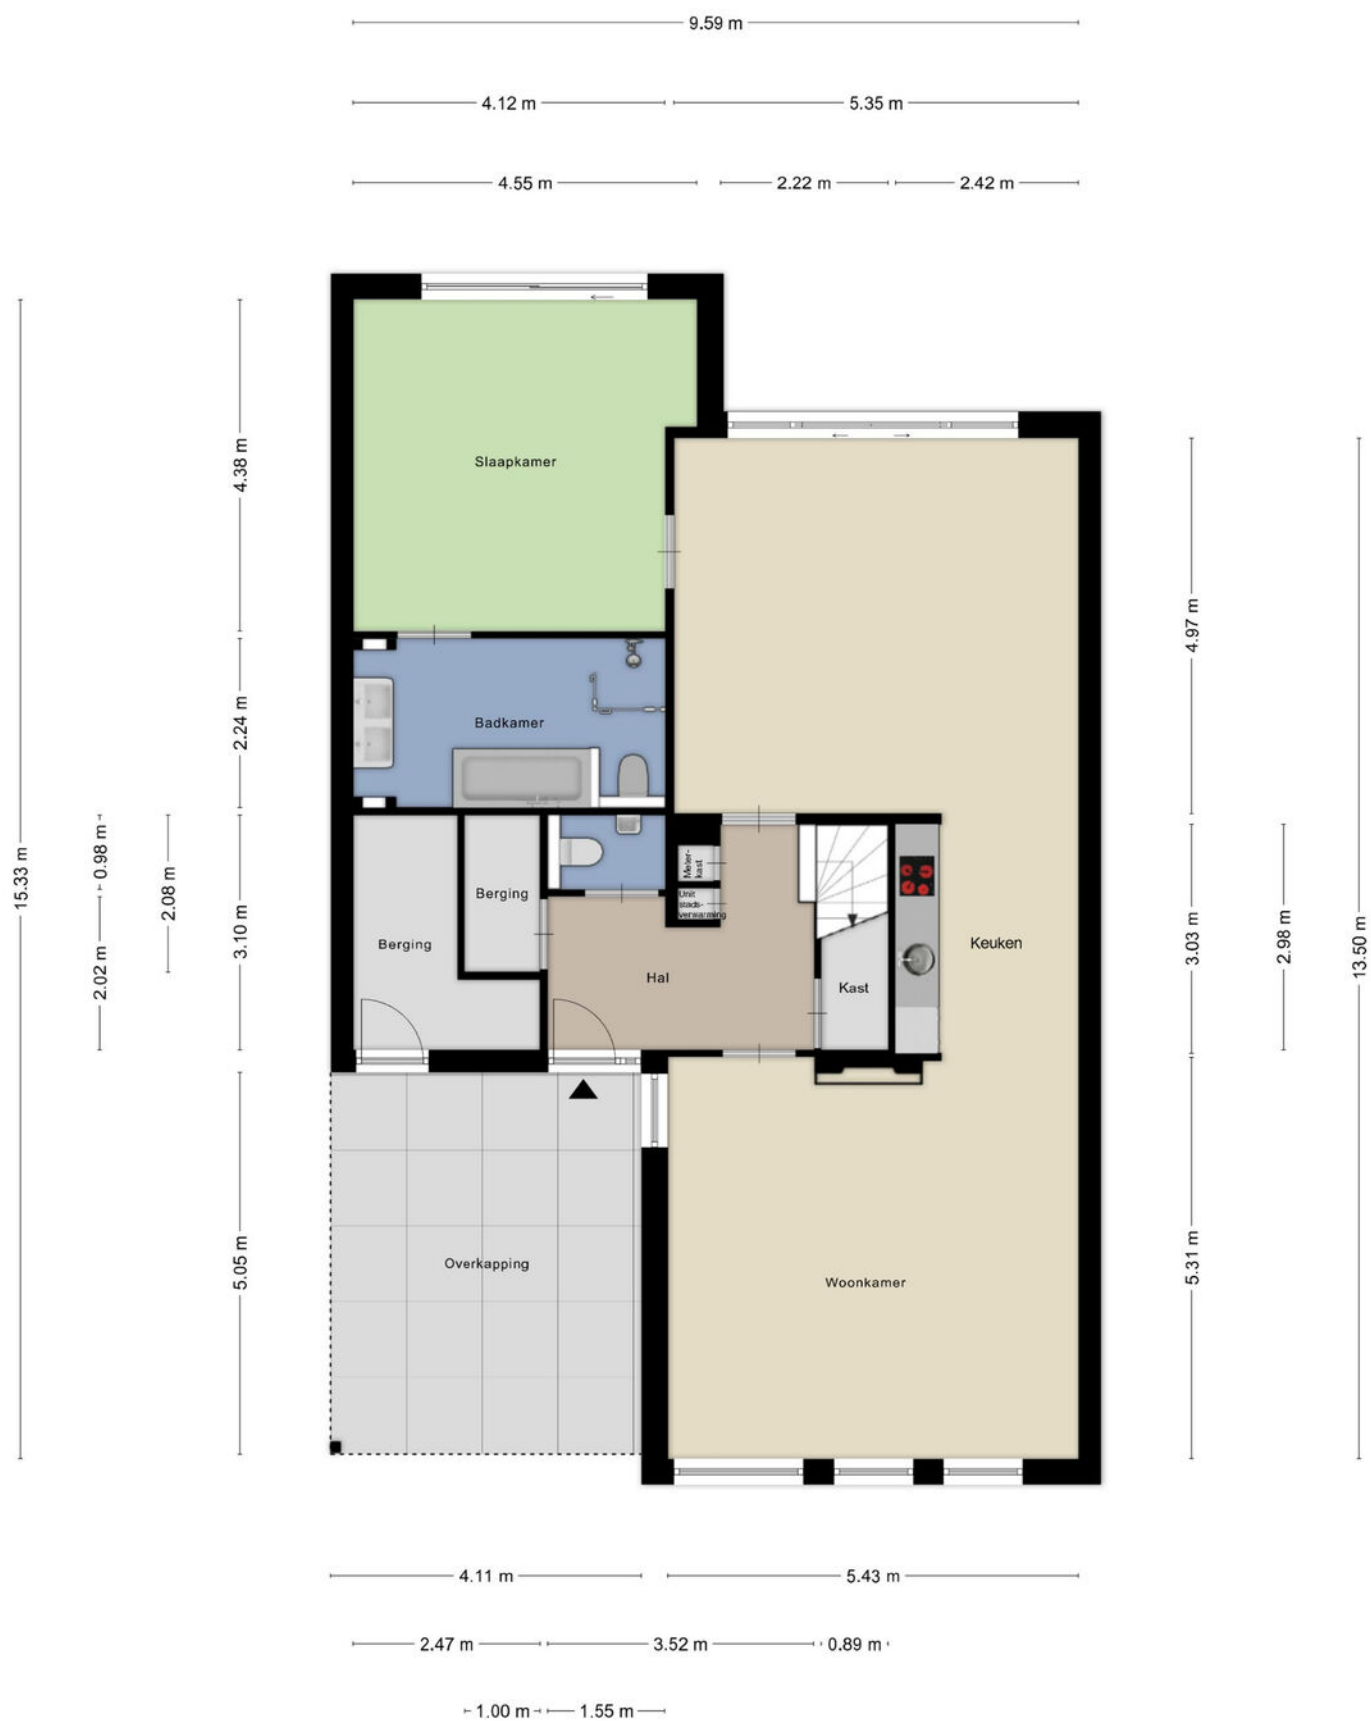 9.59 m
4.12 m
5.35 m
4.55 m
2.22 m
2.42 m
Slaapkamer
4.38 m
4.97 m
Badkamer
2.24 m
15.33 m
0.98 m
2.08 m
2.02 m
3.10 m
Berging
Berging
Meter-
kast
Unit
stads-
verwarming
Hal
Kast
Keuken
3.03 m
2.98 m
13.50 m
5.05 m
Overkapping
Woonkamer
5.31 m
4.11 m
5.43 m
2.47 m
3.52 m
0.89 m
1.00 m
1.55 m